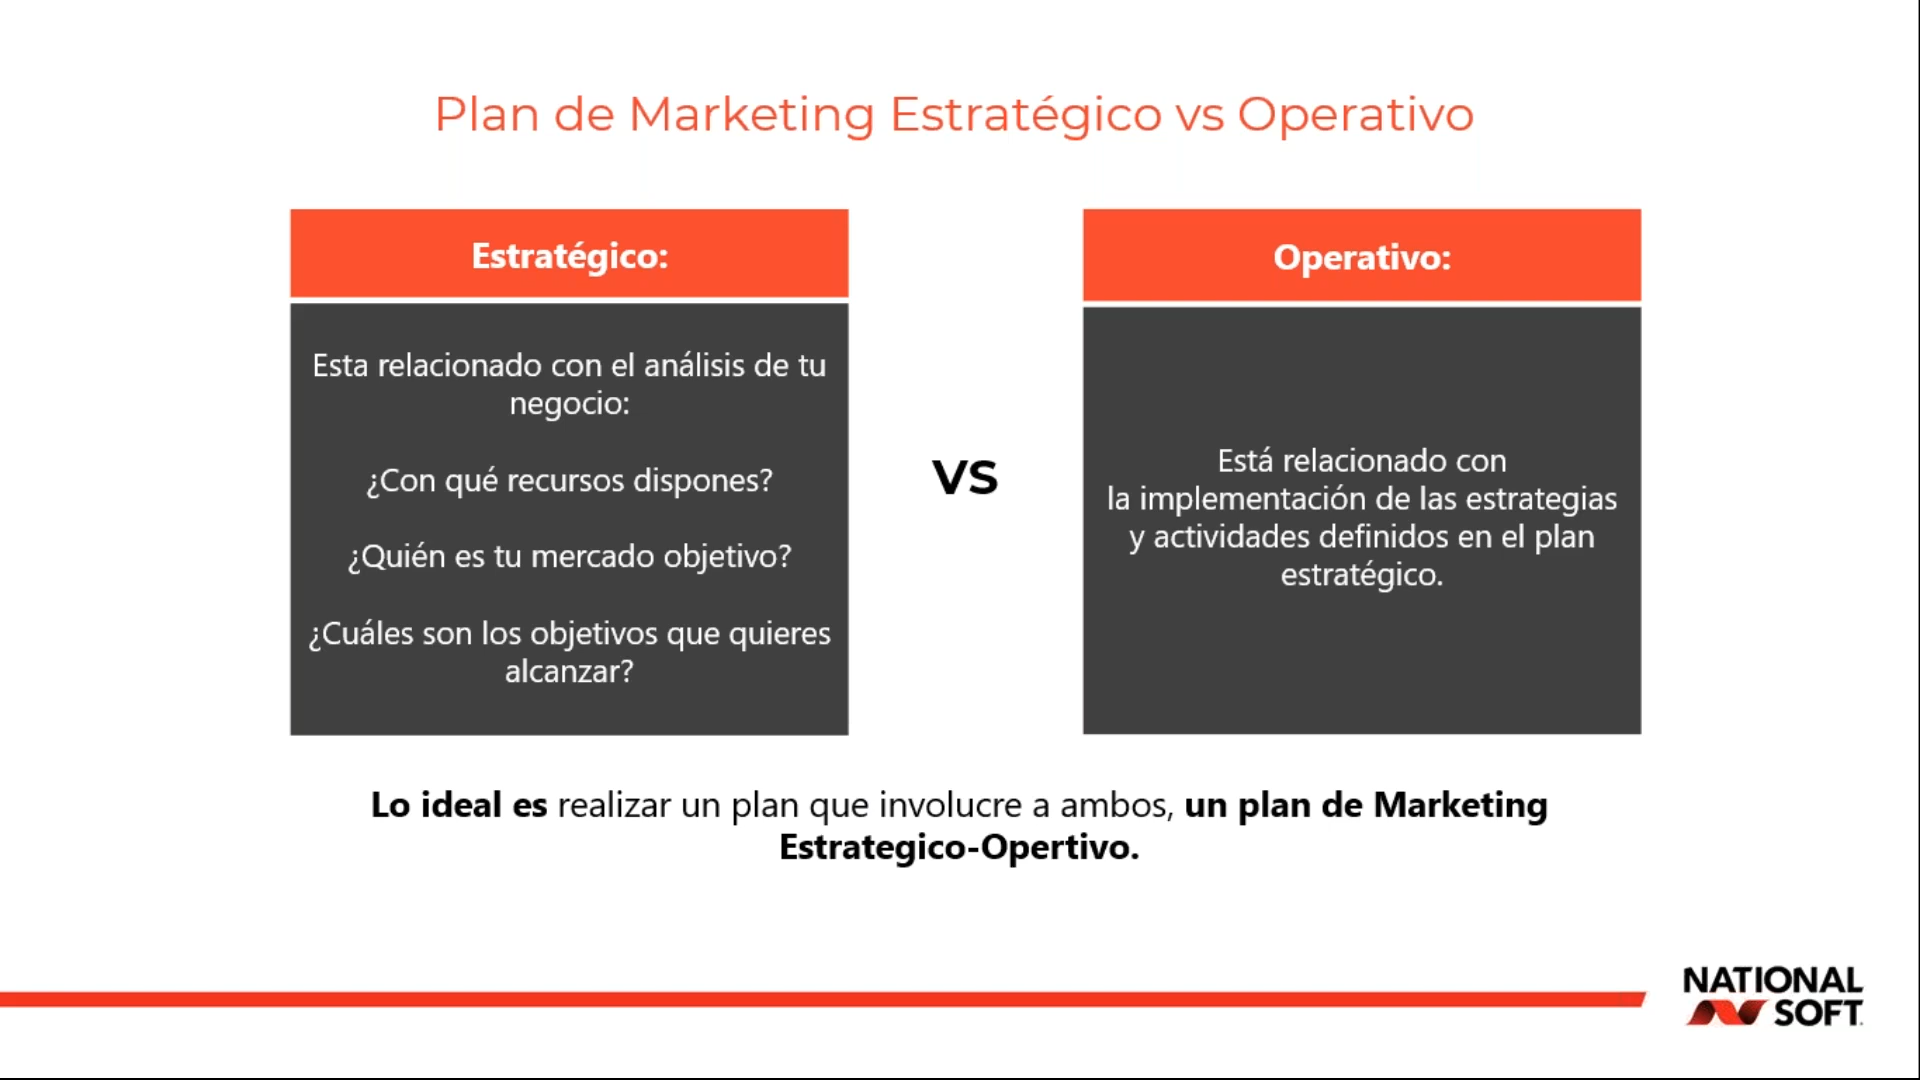 Plan de Marketing Estratégico vs Operativo
Estratégico:
Esta relacionado con el análisis de tu
negocio:
¿Con qué recursos dispones?
¿Quién es tu mercado objetivo?
¿Cuáles son los objetivos que quieres
alcanzar?
VS
Operativo:
Está relacionado con
la implementación de las estrategias
y actividades definidos en el plan
estratégico.
Lo ideal es realizar un plan que involucre a ambos, un plan de Marketing
Estrategico-Opertivo.
NATIONAL
SOFT